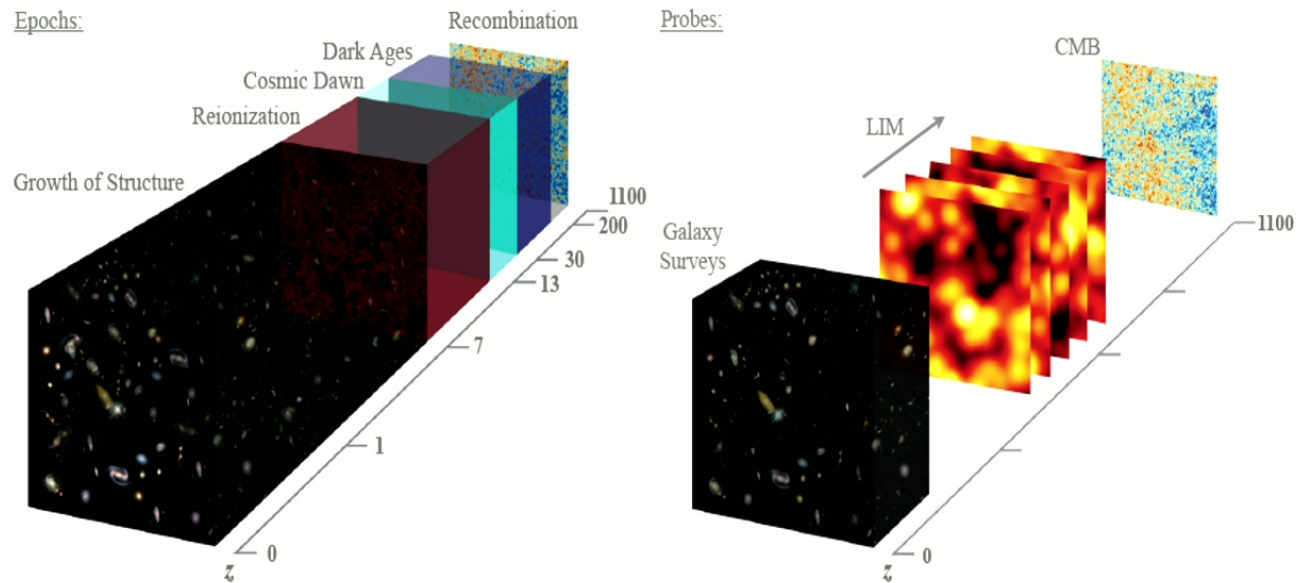 Epochs:
Recombination
Dark Ages
Cosmic Dawn
Reionization
Growth of Structure
1100
200
30
13
7
1
0
z
Probes:
CMB
LIM
Galaxy
Surveys
1100
0
z